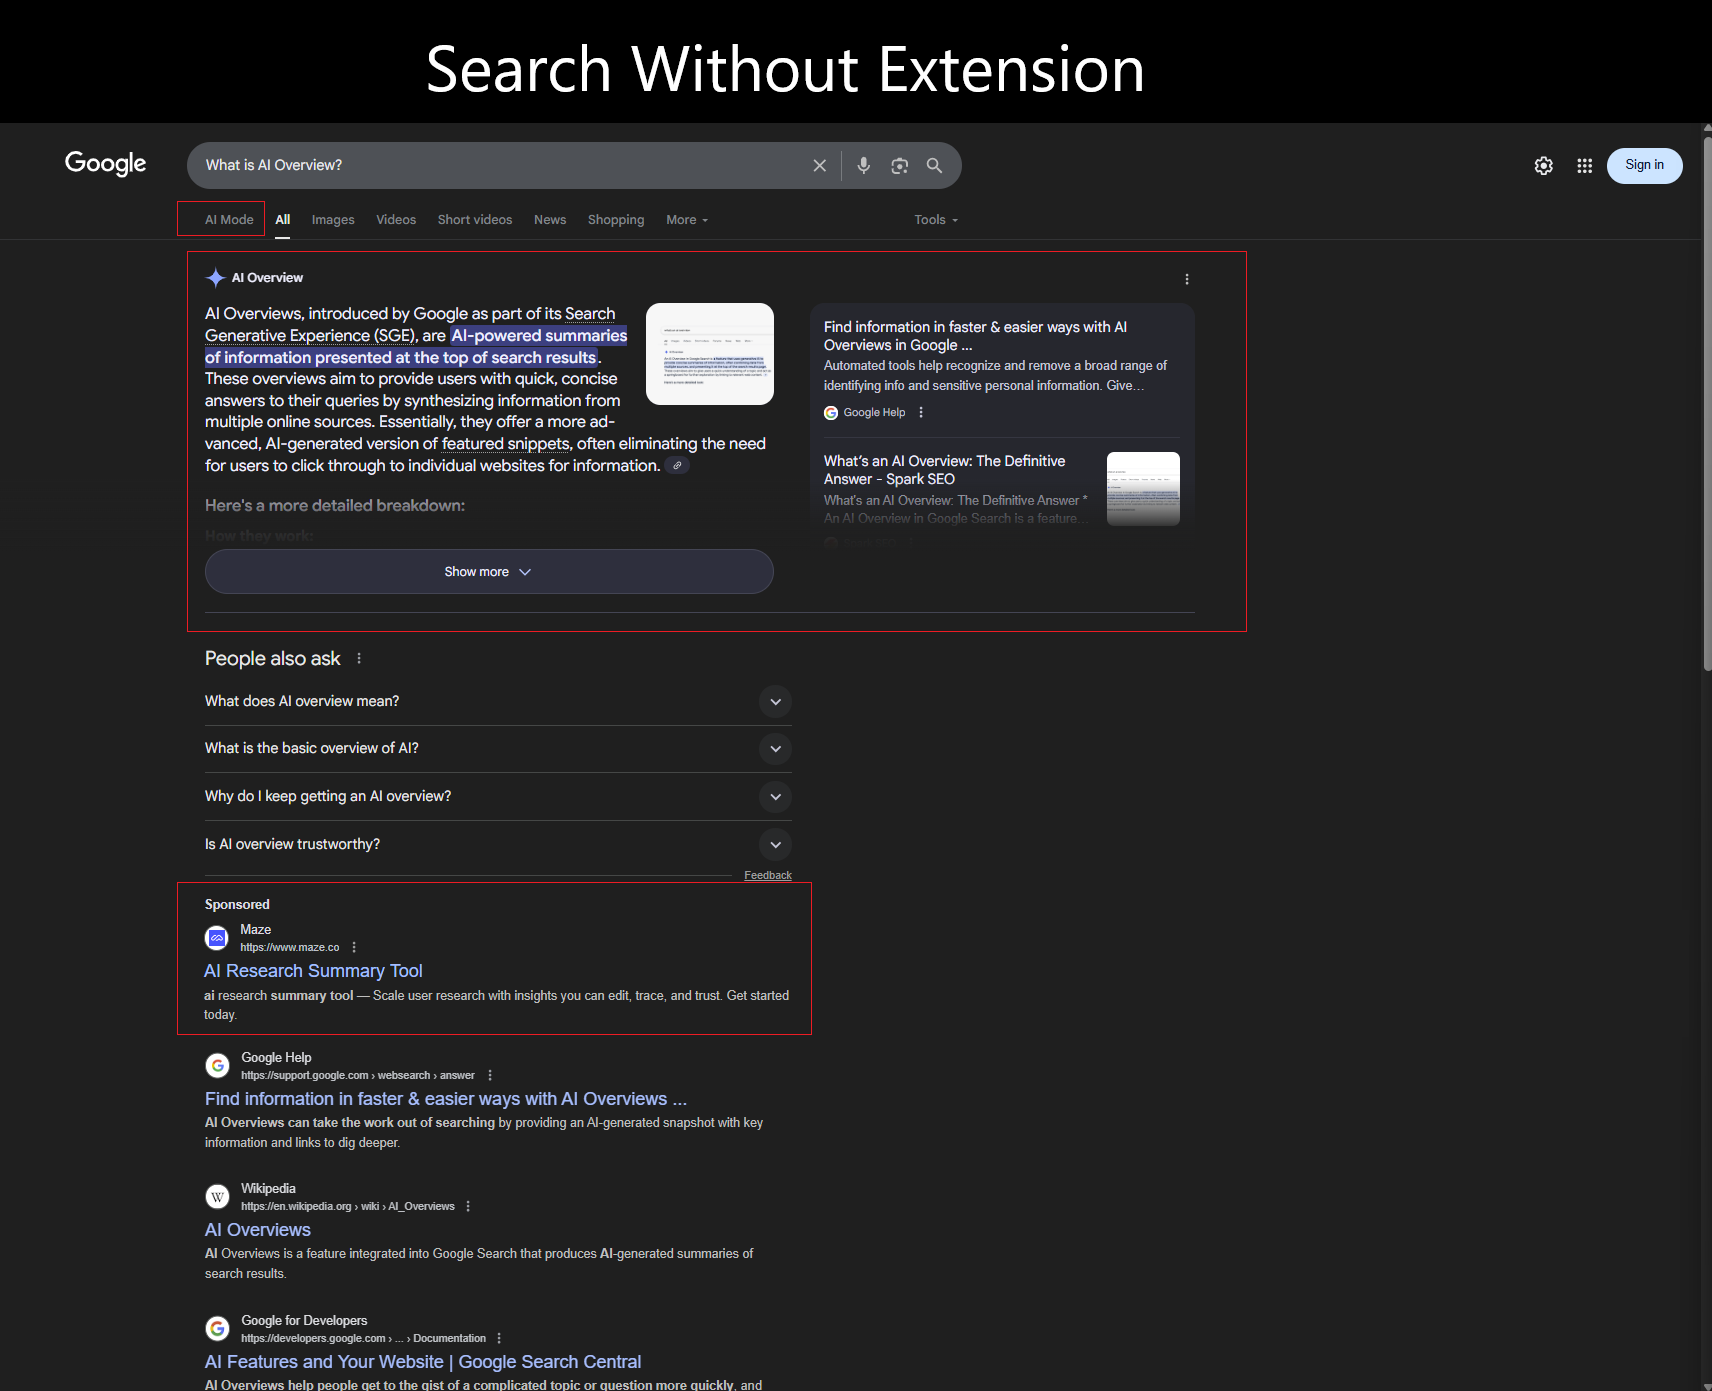 Search Without Extension
Google
What is AI Overview?
Sign in
AI Mode
All
Images
Videos
Short videos
News
Shopping
More
Tools
AI Overview
AI Overviews, introduced by Google as part of its Search
Generative Experience (SGE), are AI-powered summaries
of information presented at the top of search results.
These overviews aim to provide users with quick, concise
answers to their queries by synthesizing information from
multiple online sources. Essentially, they offer a more ad-
vanced, AI-generated version of featured snippets, often eliminating the need
for users to click through to individual websites for information.
Here's a more detailed breakdown:
How they work:
Show more
Find information in faster & easier ways with AI
Overviews in Google ...
Automated tools help recognize and remove a broad range of
identifying info and sensitive personal information. Give…
Google Help
What's an AI Overview: The Definitive
Answer - Spark SEO
What's an AI Overview: The Definitive Answer *
An AI Overview in Google Search is a feature…
Spark SEO
People also ask
What does AI overview mean?
What is the basic overview of AI?
Why do I keep getting an AI overview?
Is AI overview trustworthy?
Feedback
Sponsored
Maze
https://www.maze.co
AI Research Summary Tool
ai research summary tool — Scale user research with insights you can edit, trace, and trust. Get started
today.
Google Help
https://support.google.com › websearch › answer
Find information in faster & easier ways with AI Overviews ...
AI Overviews can take the work out of searching by providing an AI-generated snapshot with key
information and links to dig deeper.
W
Wikipedia
https://en.wikipedia.org › wiki › AI_Overviews
AI Overviews
AI Overviews is a feature integrated into Google Search that produces AI-generated summaries of
search results.
Google for Developers
https://developers.google.com › ... › Documentation
AI Features and Your Website | Google Search Central
AI Overviews help people get to the gist of a complicated topic or question more quickly, and